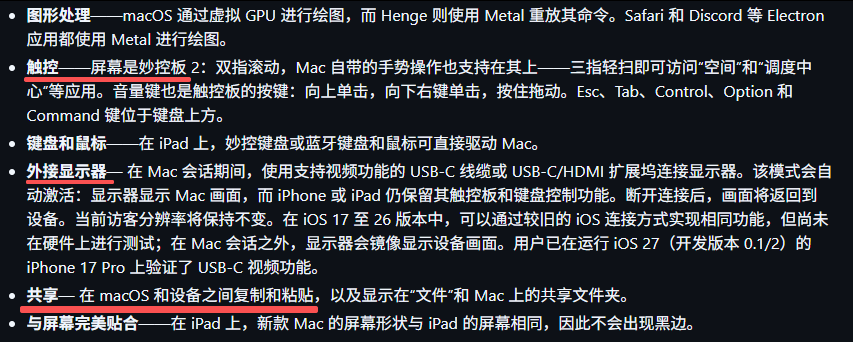 • 图形处理——macOS 通过虚拟 GPU 进行绘图，而 Henge 则使用 Metal 重放其命令。Safari 和 Discord 等 Electron
应用都使用 Metal 进行绘图。
• 触控——屏幕是妙控板 2：双指滚动，Mac 自带的手势操作也支持在其上——三指轻扫即可访问“空间”和“调度中
心”等应用。音量键也是触控板的按键：向上单击，向下右键单击，按住拖动。Esc、Tab、Control、Option 和
Command 键位于键盘上方。
• 键盘和鼠标——在 iPad 上，妙控键盘或蓝牙键盘和鼠标可直接驱动 Mac。
• 外接显示器— 在 Mac 会话期间，使用支持视频功能的 USB-C 线缆或 USB-C/HDMI 扩展坞连接显示器。该模式会自
动激活：显示器显示 Mac 画面，而 iPhone 或 iPad 仍保留其触控板和键盘控制功能。断开连接后，画面将返回到
设备。当前访客分辨率将保持不变。在 iOS 17 至 26 版本中，可以通过较旧的 iOS 连接方式实现相同功能，但尚未
在硬件上进行测试；在 Mac 会话之外，显示器会镜像显示设备画面。用户已在运行 iOS 27（开发版本 0.1/2）的
iPhone 17 Pro 上验证了 USB-C 视频功能。
• 共享— 在 macOS 和设备之间复制和粘贴，以及显示在“文件”和 Mac 上的共享文件夹。
• 与屏幕完美贴合——在 iPad 上，新款 Mac 的屏幕形状与 iPad 的屏幕相同，因此不会出现黑边。